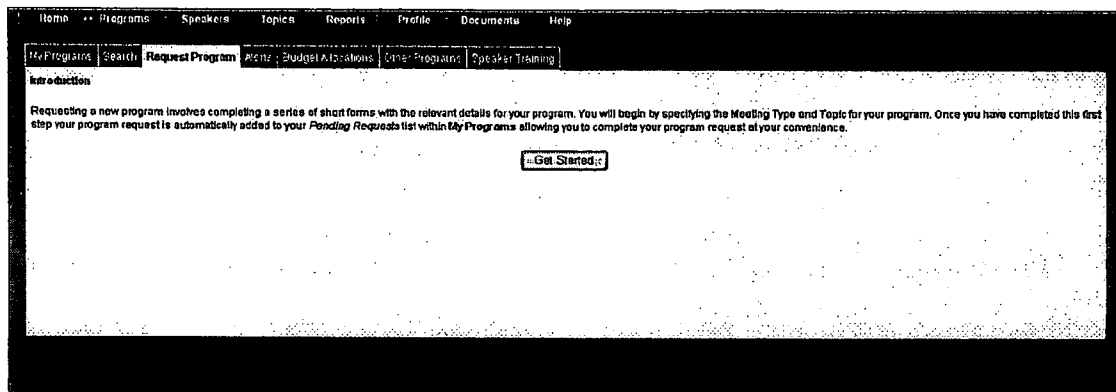 Home Programs Speakers Topics Reports Profile Documents Help
My Programs Search Request Program Alerts Budget Allocations Other Programs Speaker Training
Introduction
Requesting a new program involves completing a series of short forms with the relevant details for your program. You will begin by specifying the Meeting Type and Topic for your program. Once you have completed this first
step your program request is automatically added to your Pending Requests list within My Programs allowing you to complete your program request at your convenience.
Get Started